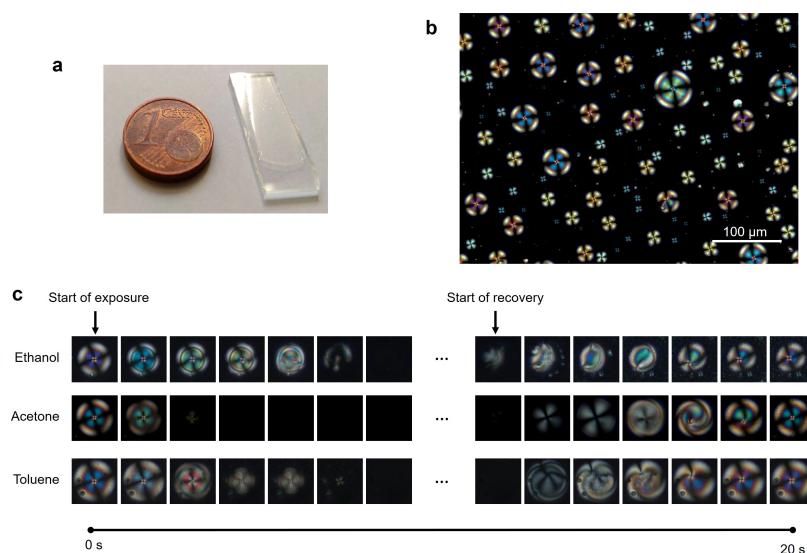 a
b
100 µm
c
Start of exposure
Start of recovery
Ethanol
...
Acetone
...
Toluene
...
0 s
20 s